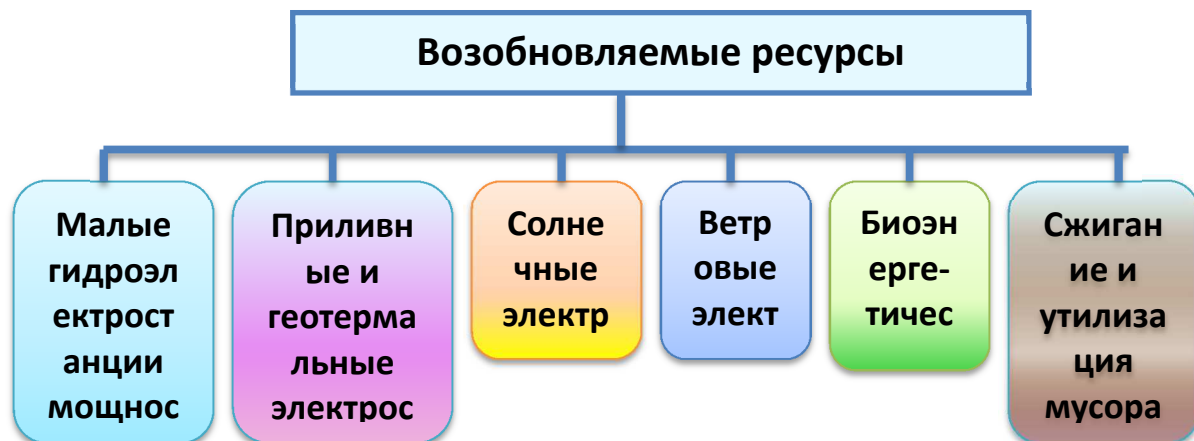 Возобновляемые ресурсы
Малые
гидроэл
ектрост
анции
мощнос
Приливн
ые и
геотерма
льные
электрос
Солне
чные
электр
Ветр
овые
элект
Биоэн
ерге-
тичес
Сжиган
ие и
утилиза
ция
мусора